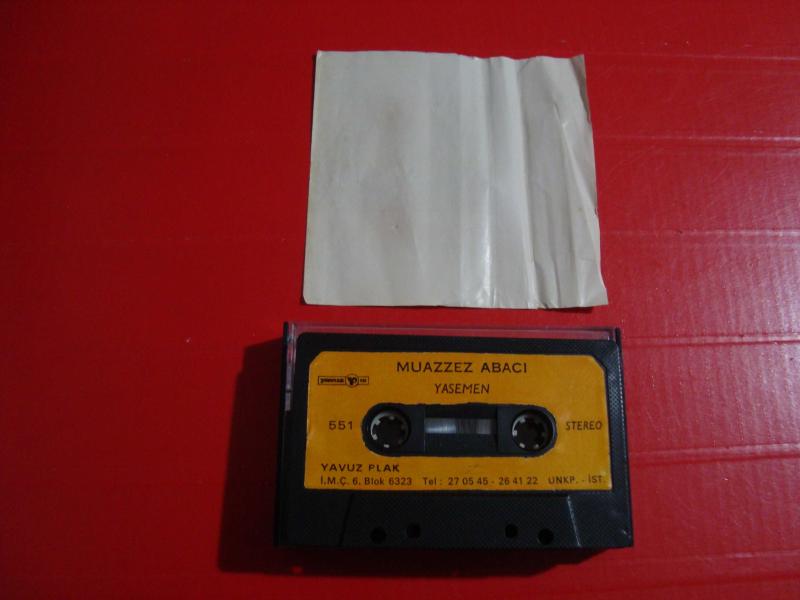 MUAZZEZ ABACI
YASEMEN
551
STEREO
YAVUZ PLAK
İ.M.Ç. 6. Blok 6323 Tel : 27 05 45 - 26 41 22 UNKP. - İST.